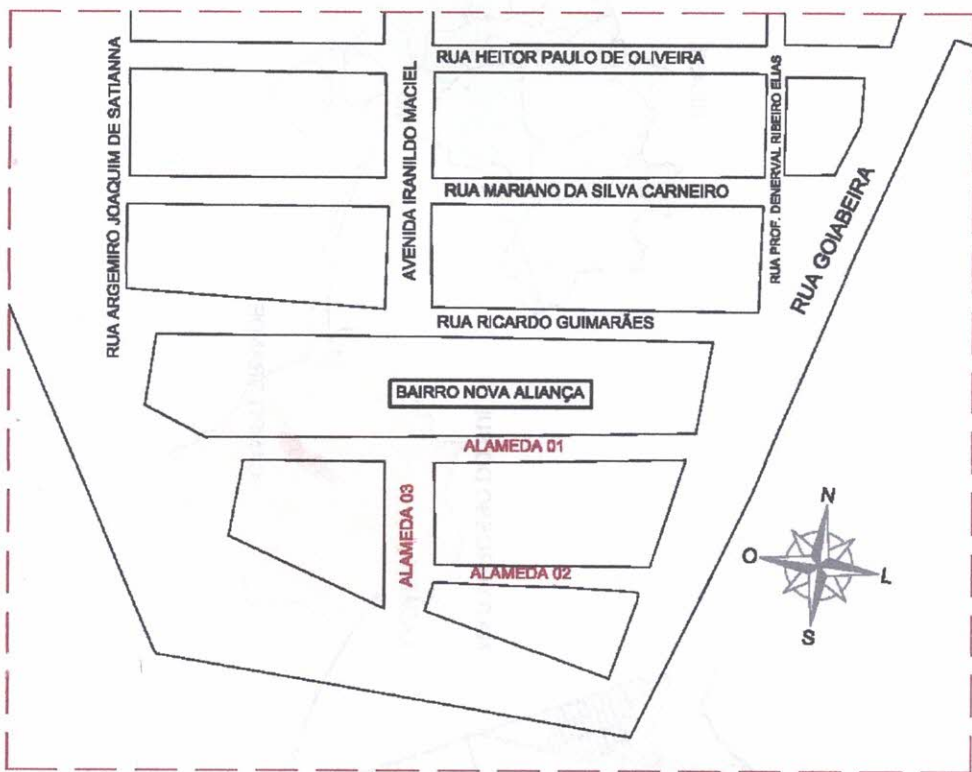 RUA HEITOR PAULO DE OLIVEIRA
RUA ARGEMIRO JOAQUIM DE SATIANNA
AVENIDA IRANILDO MACIEL
RUA PROF. DENERVAL RIBEIRO ELIAS
RUA MARIANO DA SILVA CARNEIRO
RUA GOIABEIRA
RUA RICARDO GUIMARÃES
BAIRRO NOVA ALIANÇA
ALAMEDA 01
ALAMEDA 03
ALAMEDA 02
N
O
L
S